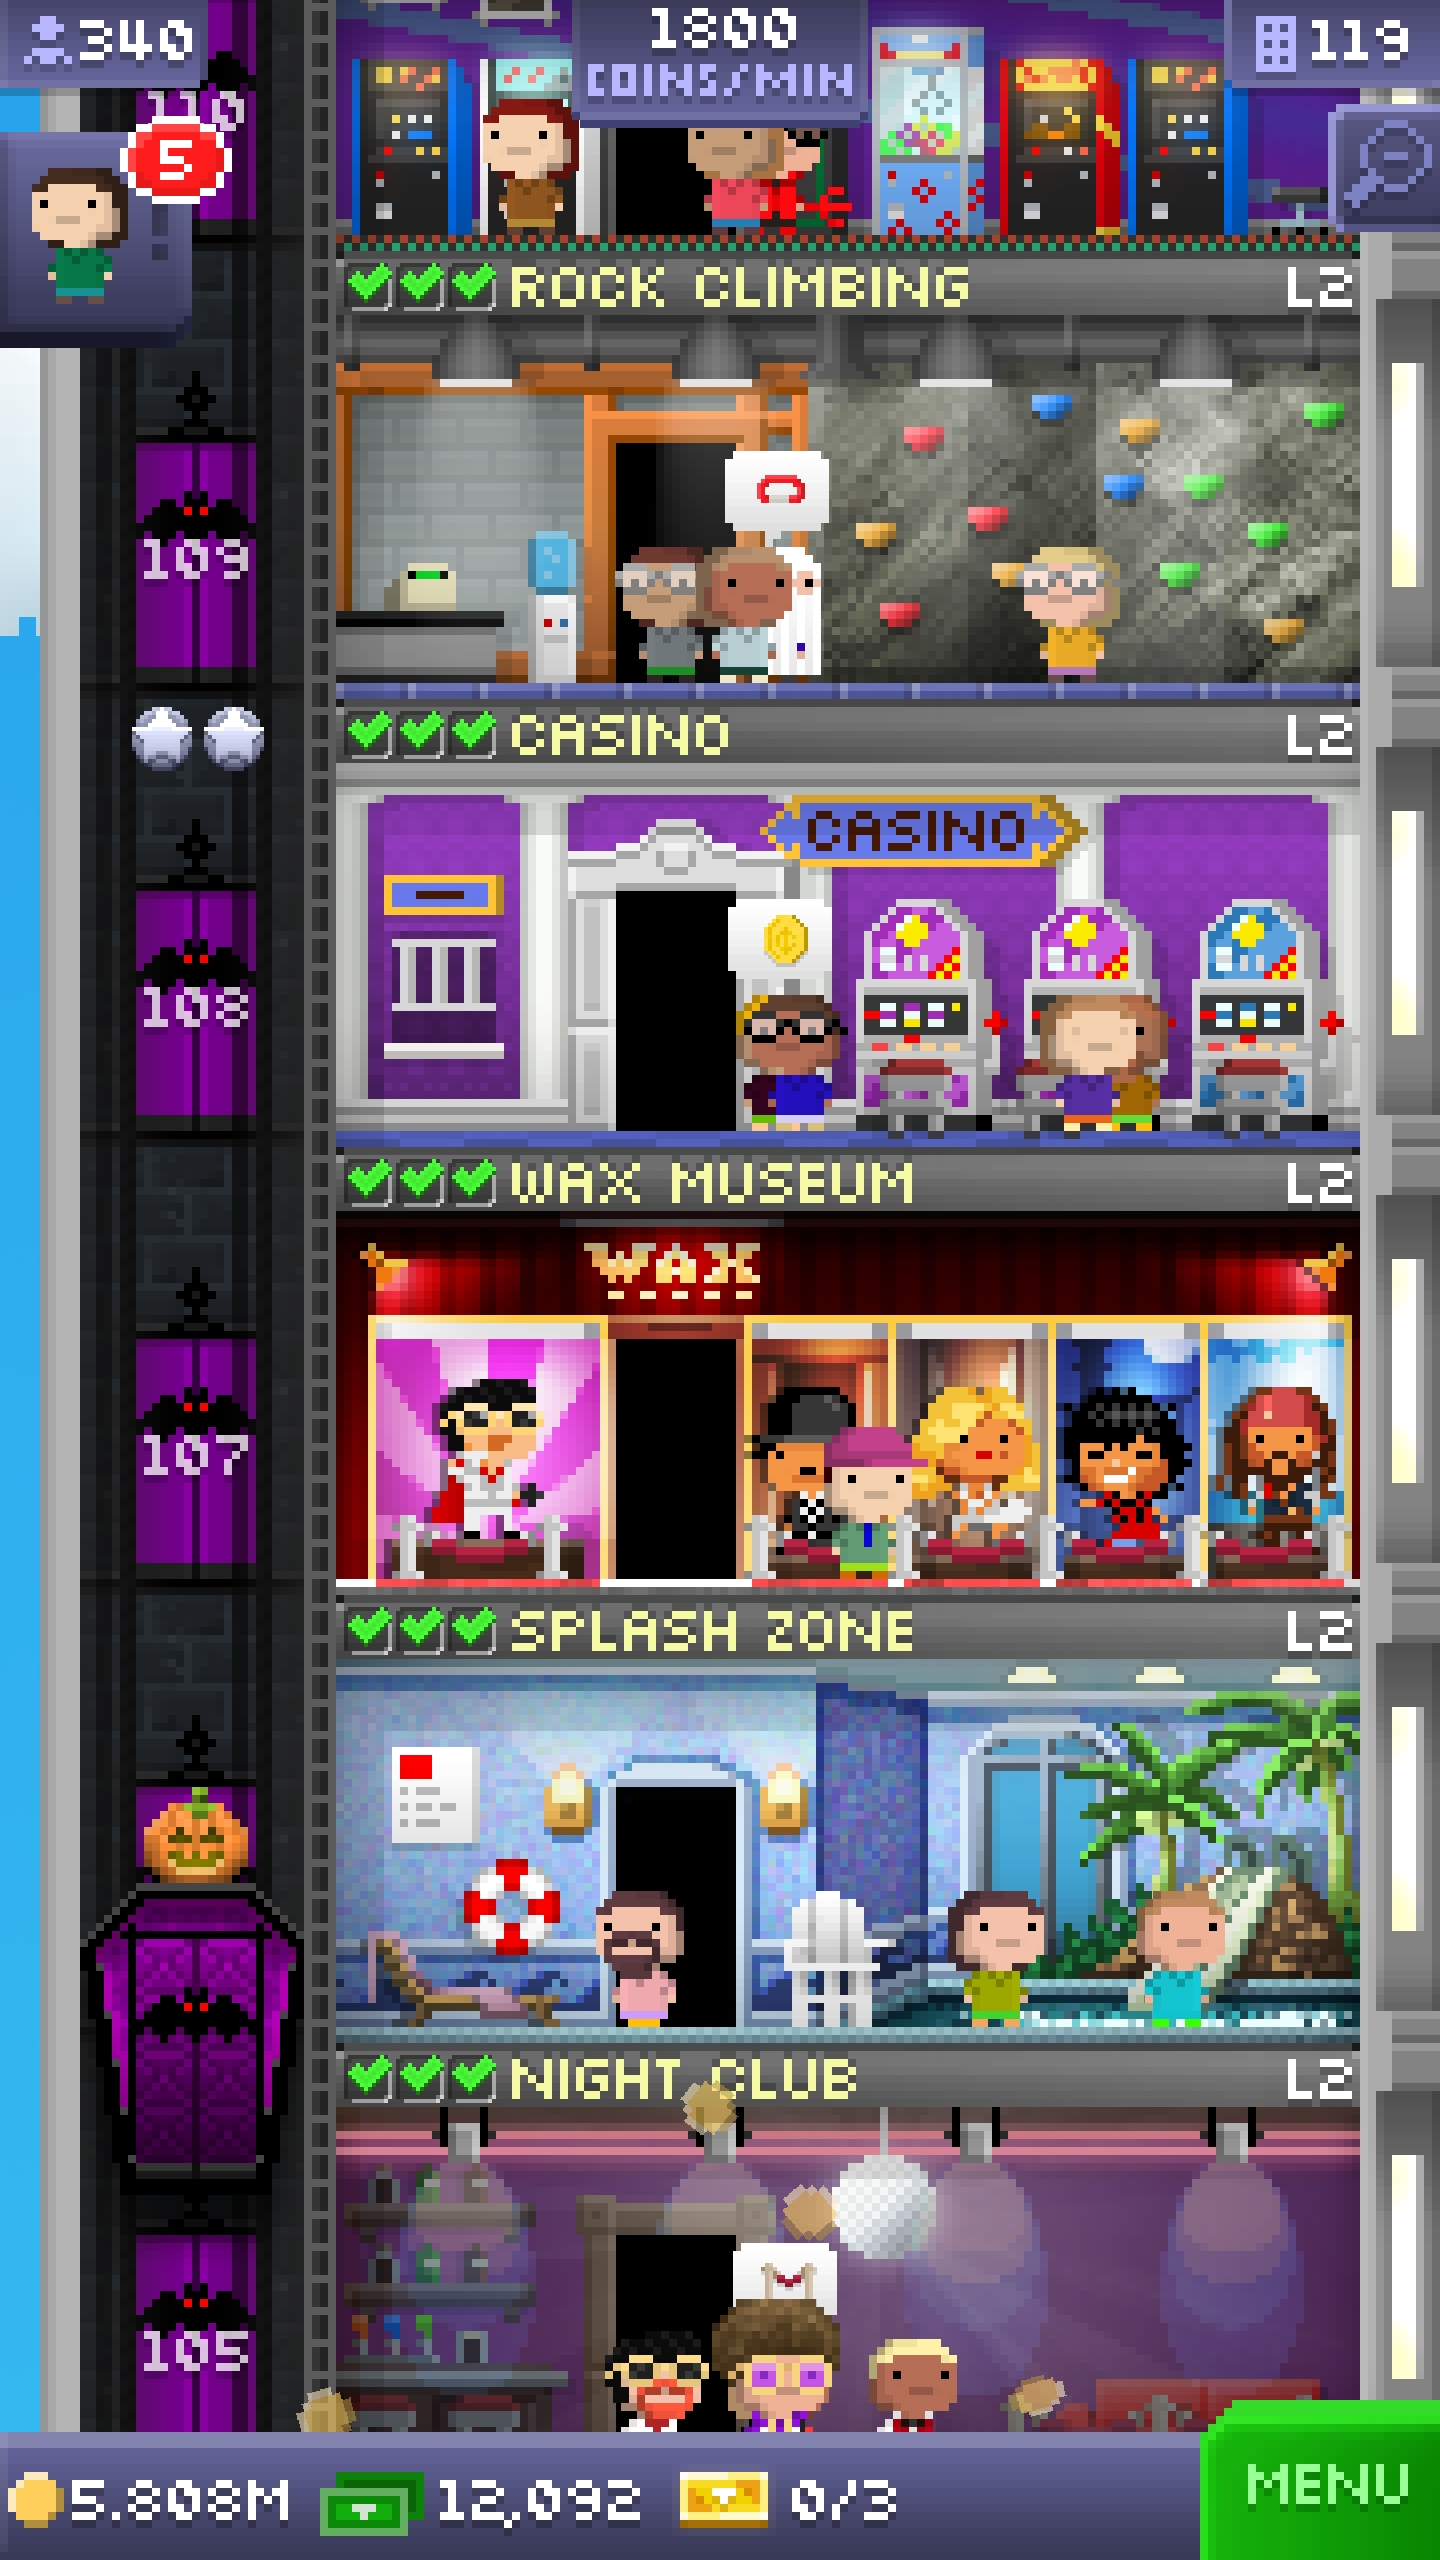 340
1800
COINS/MIN
119
110
5
ROCK CLIMBING L2
109
CASINO L2
CASINO
108
WAX MUSEUM L2
WAX
107
SPLASH ZONE L2
NIGHT CLUB L2
105
5.808M 12,092 0/3 MENU